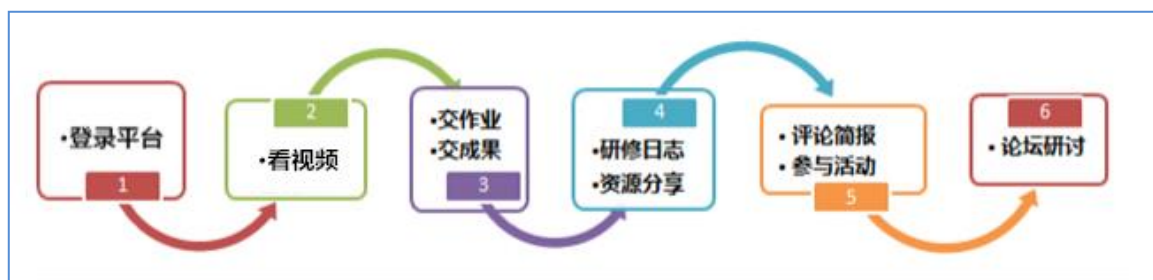 •登录平台
1
2
•看视频
•交作业
•交成果
3
4
•研修日志
•资源分享
•评论简报
•参与活动
5
6
•论坛研讨